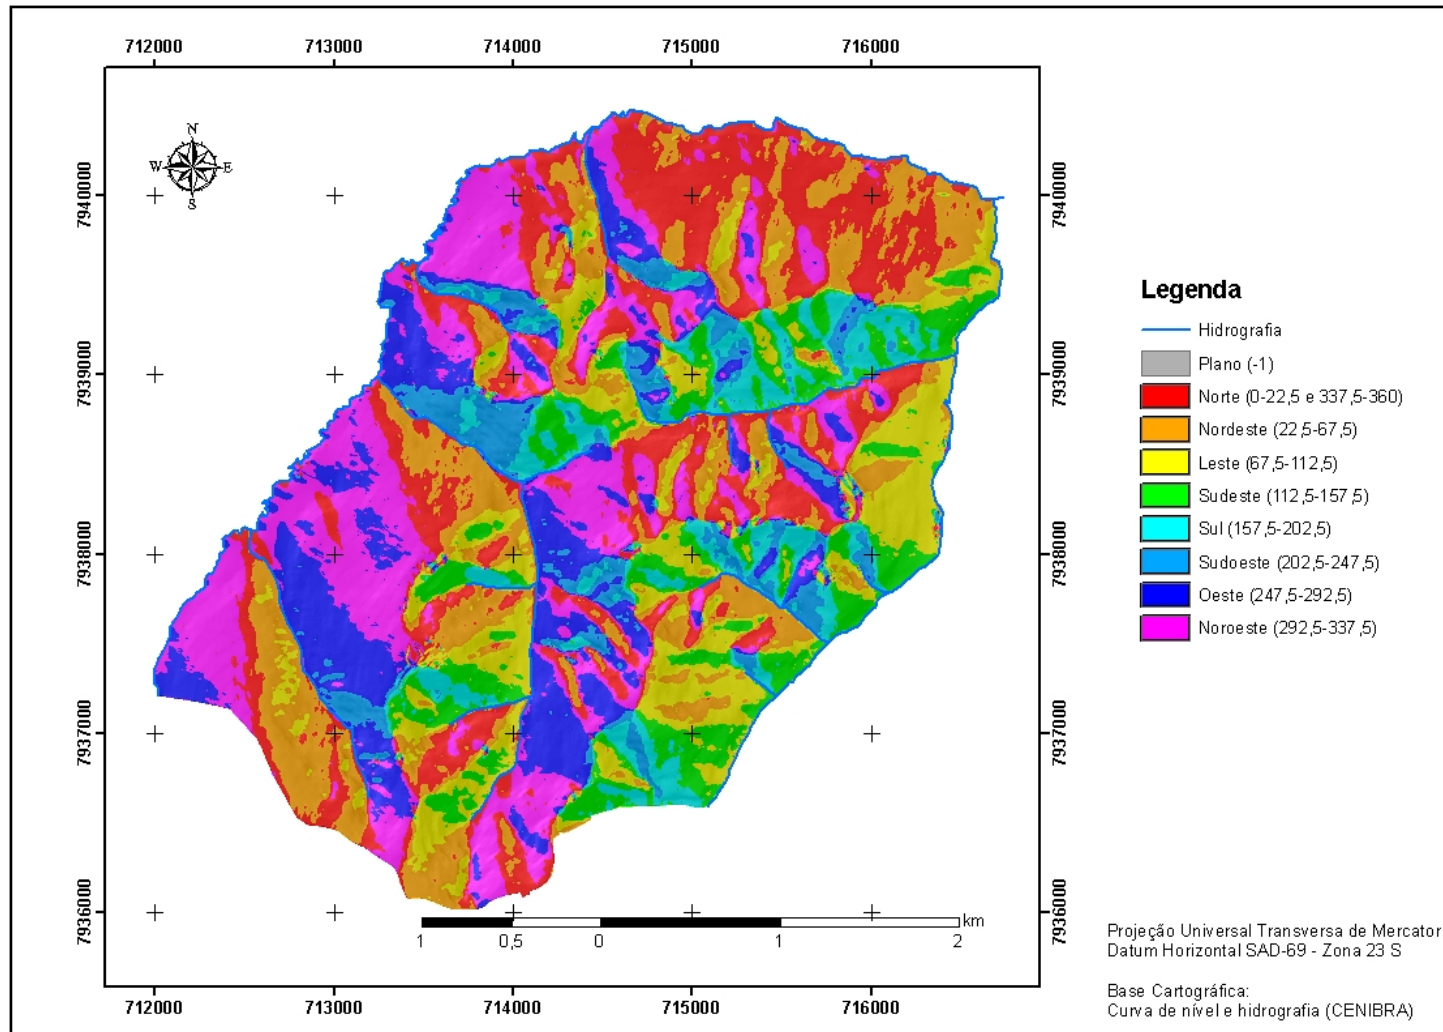 712000 713000 714000 715000 716000
N
W E
S
7940000 7940000
7939000 7939000
7938000 7938000
7937000 7937000
7936000 7936000
Legenda
Hidrografia
Plano (-1)
Norte (0-22,5 e 337,5-360)
Nordeste (22,5-67,5)
Leste (67,5-112,5)
Sudeste (112,5-157,5)
Sul (157,5-202,5)
Sudoeste (202,5-247,5)
Oeste (247,5-292,5)
Noroeste (292,5-337,5)
km
1 0,5 0 1 2
712000 713000 714000 715000 716000
Projeção Universal Transversa de Mercator
Datum Horizontal SAD-69 - Zona 23 S
Base Cartográfica:
Curva de nível e hidrografia (CENIBRA)